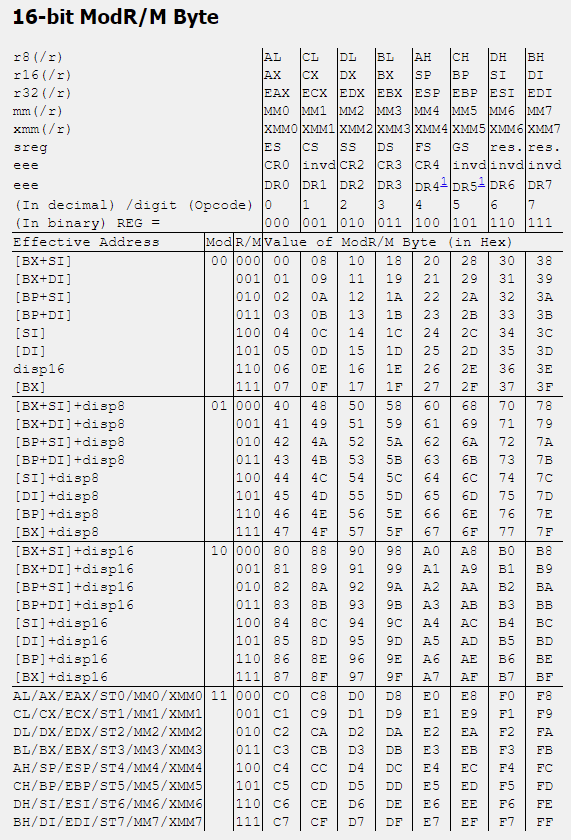 16-bit ModR/M Byte
r8(/r) AL CL DL BL AH CH DH BH
r16(/r) AX CX DX BX SP BP SI DI
r32(/r) EAX ECX EDX EBX ESP EBP ESI EDI
mm(/r) MM0 MM1 MM2 MM3 MM4 MM5 MM6 MM7
xmm(/r) XMM0 XMM1 XMM2 XMM3 XMM4 XMM5 XMM6 XMM7
sreg ES CS SS DS FS GS res. res.
eee CR0 invd CR2 CR3 CR4 invd invd invd
eee DR0 DR1 DR2 DR3 DR4¹ DR5¹ DR6 DR7
(In decimal) /digit (Opcode) 0 1 2 3 4 5 6 7
(In binary) REG = 000 001 010 011 100 101 110 111
Effective Address Mod R/M Value of ModR/M Byte (in Hex)
[BX+SI] 00 000 00 08 10 18 20 28 30 38
[BX+DI] 001 01 09 11 19 21 29 31 39
[BP+SI] 010 02 0A 12 1A 22 2A 32 3A
[BP+DI] 011 03 0B 13 1B 23 2B 33 3B
[SI] 100 04 0C 14 1C 24 2C 34 3C
[DI] 101 05 0D 15 1D 25 2D 35 3D
disp16 110 06 0E 16 1E 26 2E 36 3E
[BX] 111 07 0F 17 1F 27 2F 37 3F
[BX+SI]+disp8 01 000 40 48 50 58 60 68 70 78
[BX+DI]+disp8 001 41 49 51 59 61 69 71 79
[BP+SI]+disp8 010 42 4A 52 5A 62 6A 72 7A
[BP+DI]+disp8 011 43 4B 53 5B 63 6B 73 7B
[SI]+disp8 100 44 4C 54 5C 64 6C 74 7C
[DI]+disp8 101 45 4D 55 5D 65 6D 75 7D
[BP]+disp8 110 46 4E 56 5E 66 6E 76 7E
[BX]+disp8 111 47 4F 57 5F 67 6F 77 7F
[BX+SI]+disp16 10 000 80 88 90 98 A0 A8 B0 B8
[BX+DI]+disp16 001 81 89 91 99 A1 A9 B1 B9
[BP+SI]+disp16 010 82 8A 92 9A A2 AA B2 BA
[BP+DI]+disp16 011 83 8B 93 9B A3 AB B3 BB
[SI]+disp16 100 84 8C 94 9C A4 AC B4 BC
[DI]+disp16 101 85 8D 95 9D A5 AD B5 BD
[BP]+disp16 110 86 8E 96 9E A6 AE B6 BE
[BX]+disp16 111 87 8F 97 9F A7 AF B7 BF
AL/AX/EAX/ST0/MM0/XMM0 11 000 C0 C8 D0 D8 E0 E8 F0 F8
CL/CX/ECX/ST1/MM1/XMM1 001 C1 C9 D1 D9 E1 E9 F1 F9
DL/DX/EDX/ST2/MM2/XMM2 010 C2 CA D2 DA E2 EA F2 FA
BL/BX/EBX/ST3/MM3/XMM3 011 C3 CB D3 DB E3 EB F3 FB
AH/SP/ESP/ST4/MM4/XMM4 100 C4 CC D4 DC E4 EC F4 FC
CH/BP/EBP/ST5/MM5/XMM5 101 C5 CD D5 DD E5 ED F5 FD
DH/SI/ESI/ST6/MM6/XMM6 110 C6 CE D6 DE E6 EE F6 FE
BH/DI/EDI/ST7/MM7/XMM7 111 C7 CF D7 DF E7 EF F7 FF